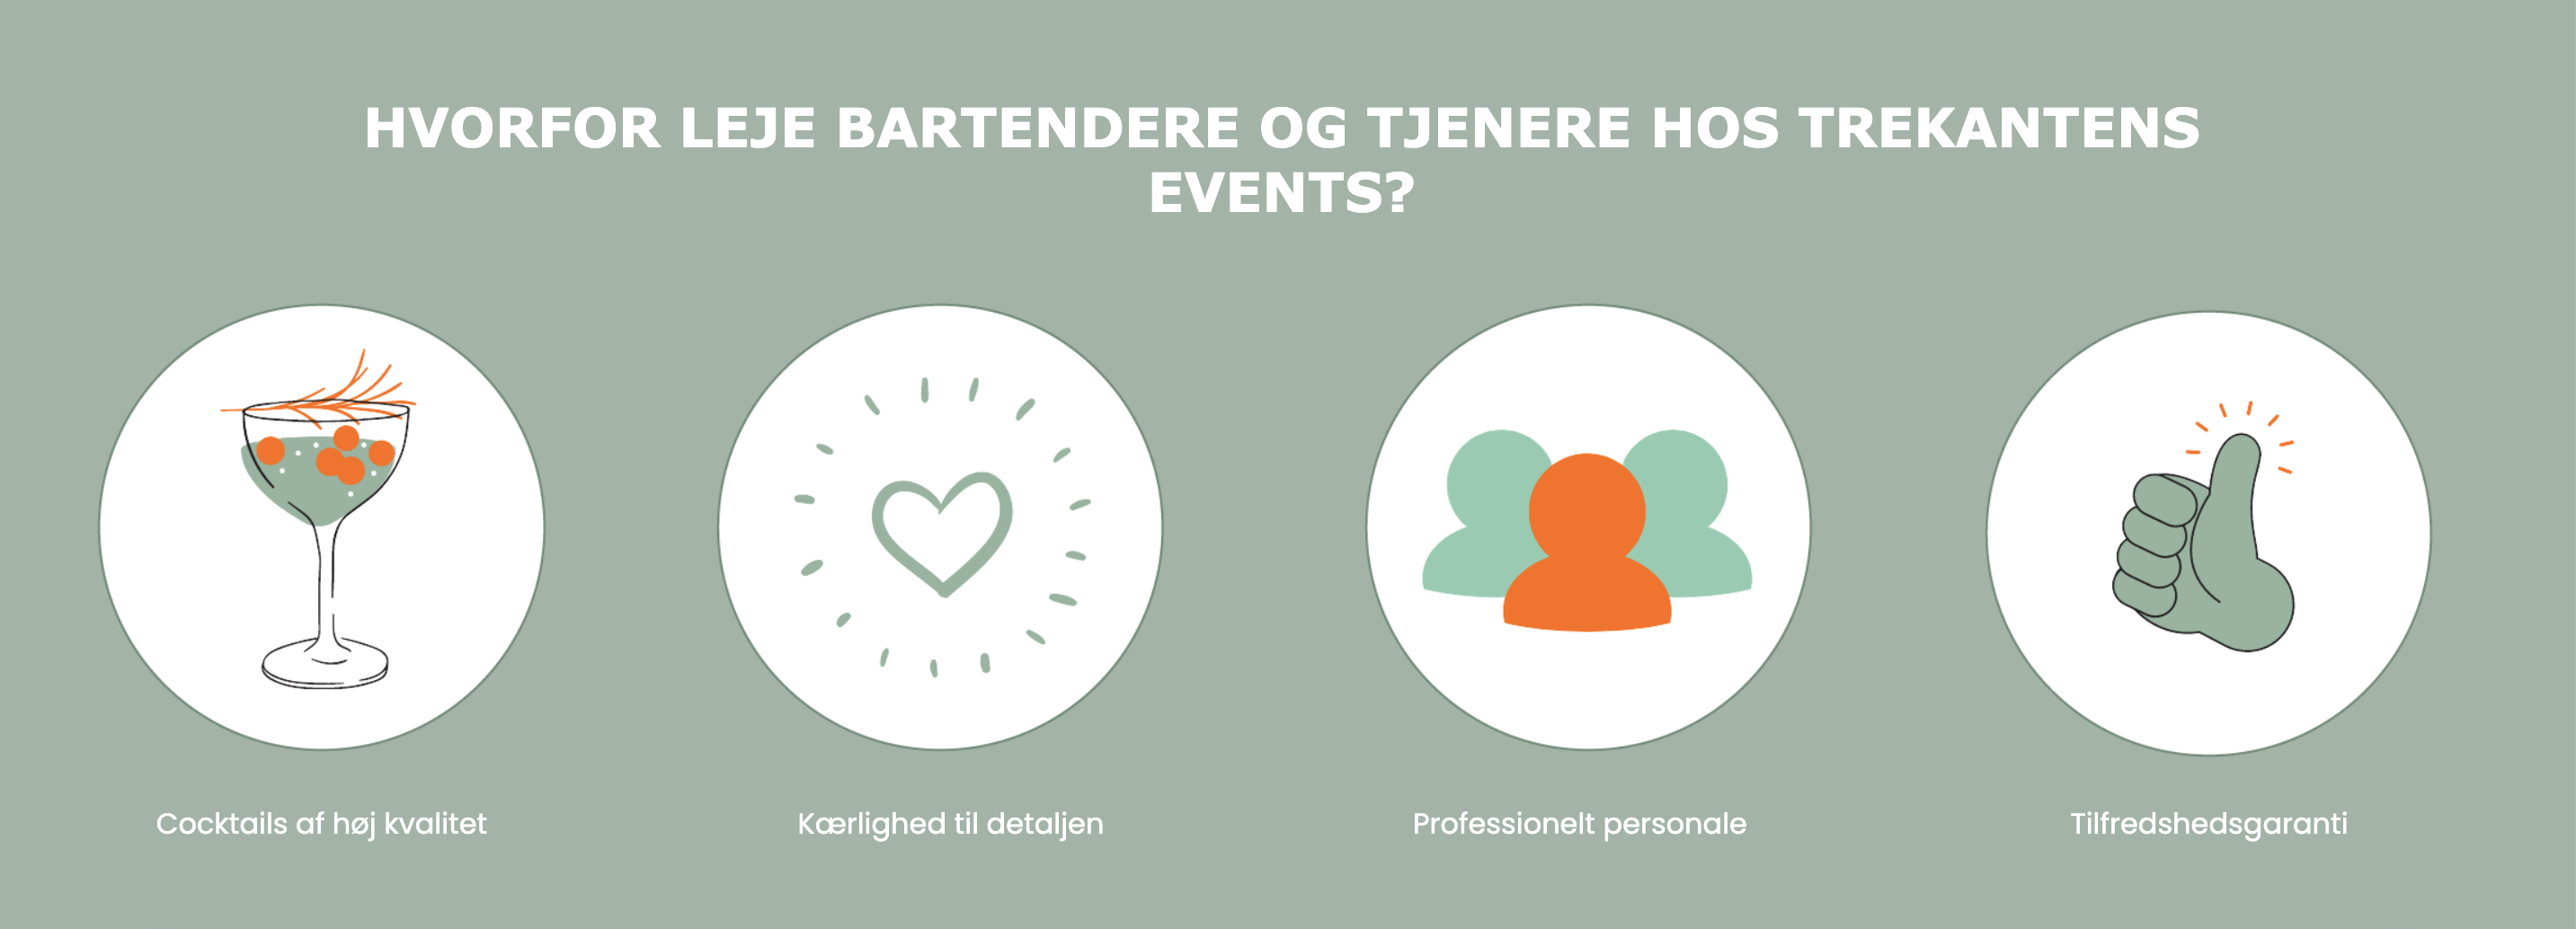 HVORFOR LEJE BARTENDERE OG TJENERE HOS TREKANTENS
EVENTS?
Cocktails af høj kvalitet
Kærlighed til detaljen
Professionelt personale
Tilfredshedsgaranti